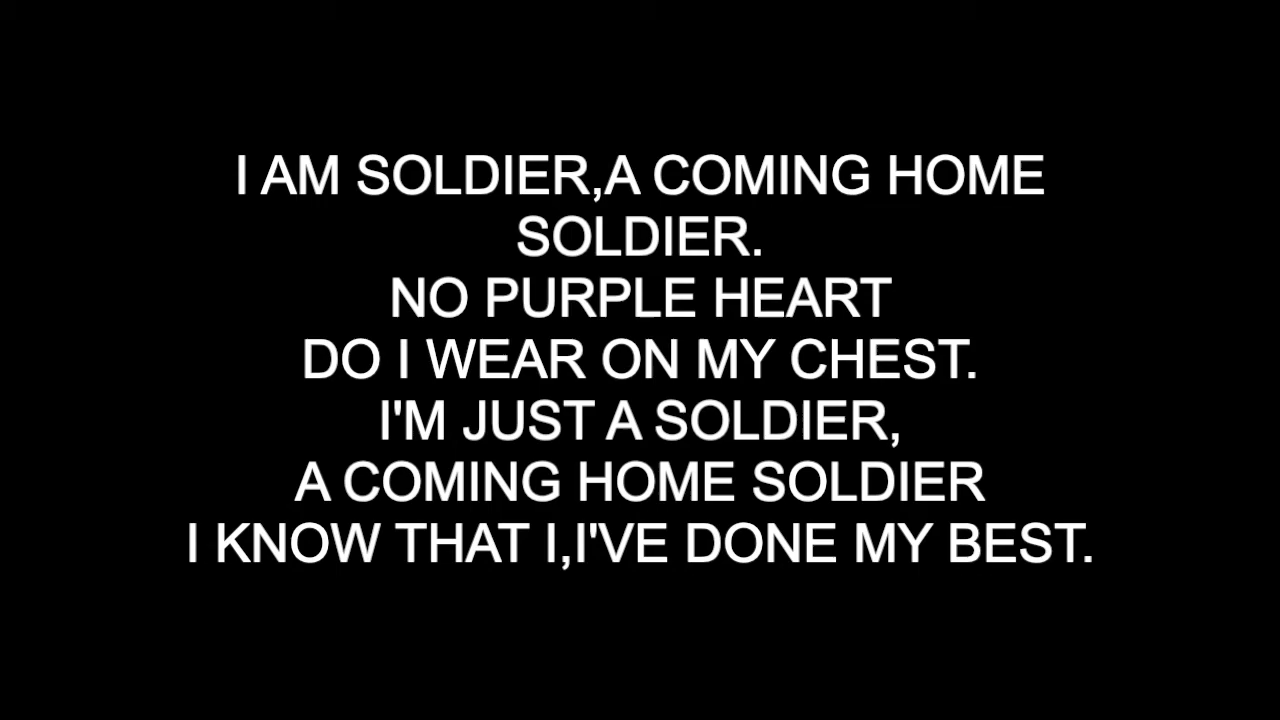 I AM SOLDIER,A COMING HOME
SOLDIER.
NO PURPLE HEART
DO I WEAR ON MY CHEST.
I'M JUST A SOLDIER,
A COMING HOME SOLDIER
I KNOW THAT I,I'VE DONE MY BEST.